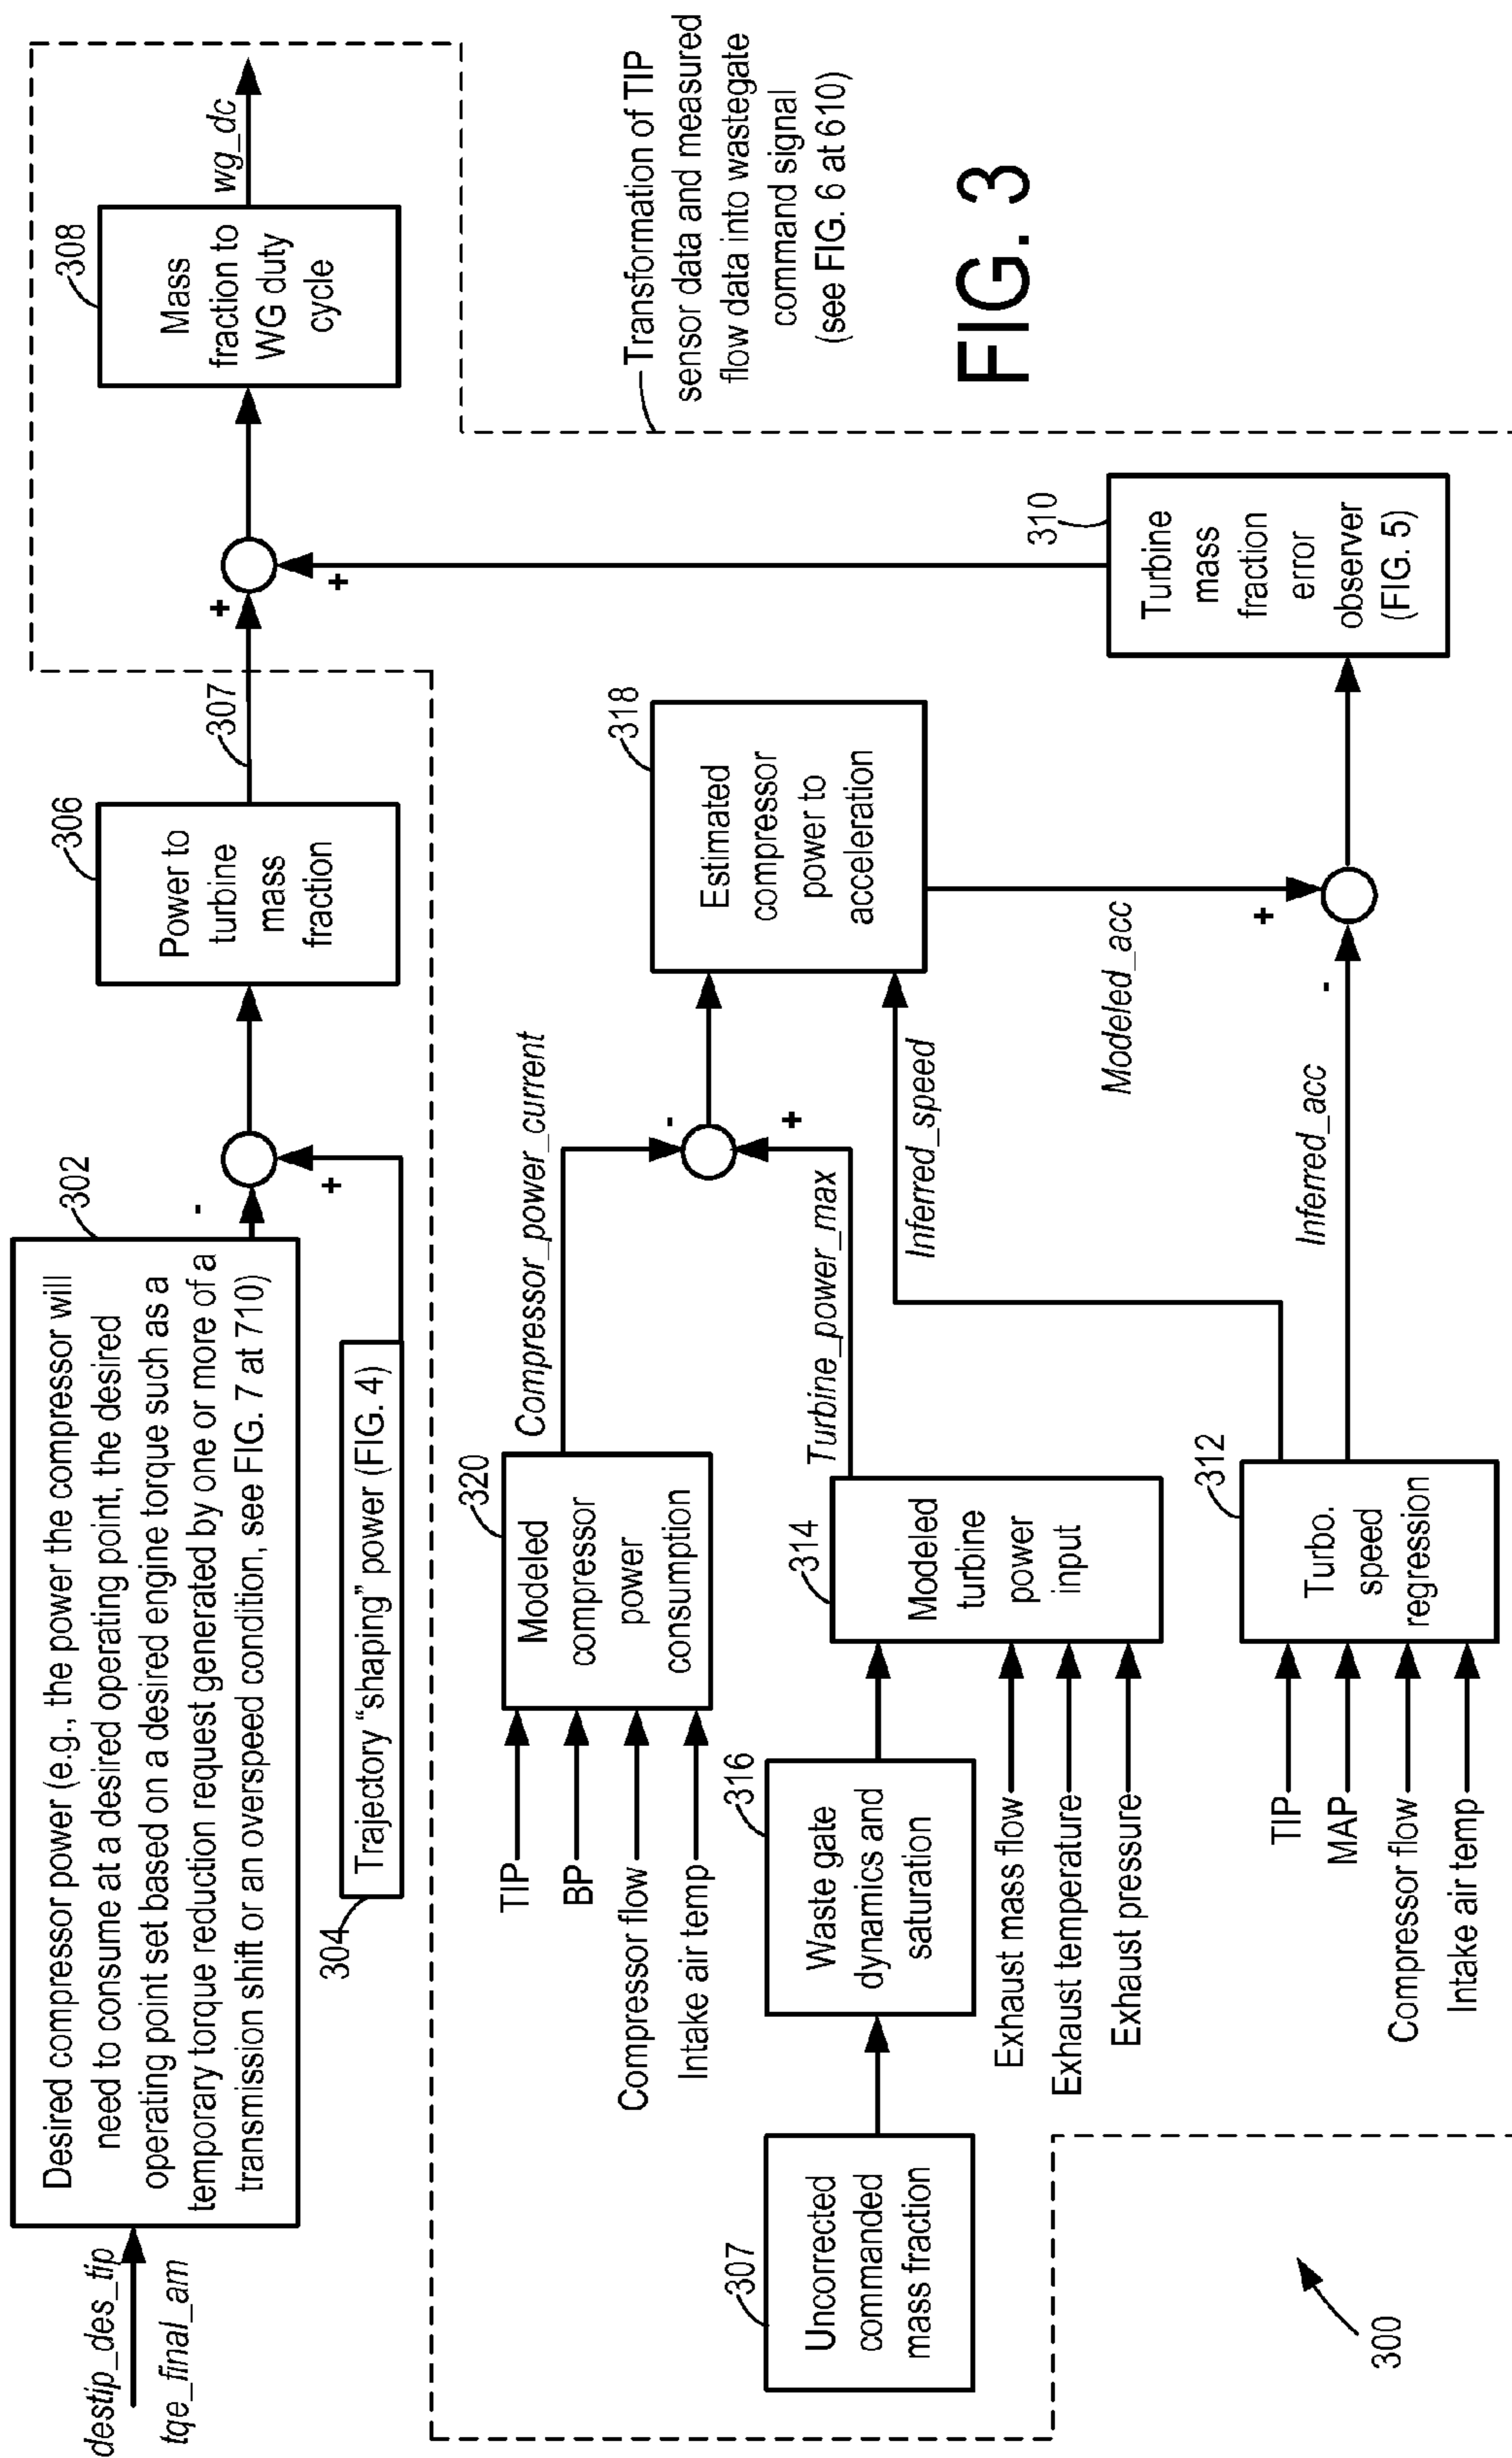 destip_des_tip
tqe_final_am
302
Desired compressor power (e.g., the power the compressor will
need to consume at a desired operating point, the desired
operating point set based on a desired engine torque such as a
temporary torque reduction request generated by one or more of a
transmission shift or an overspeed condition, see FIG. 7 at 710)
-
+
304
Trajectory "shaping" power (FIG. 4)
306
Power to
turbine
mass
fraction
307
+
+
308
Mass
fraction to
WG duty
cycle
wg_dc
TIP
BP
Compressor flow
Intake air temp
320
Modeled
compressor
power
consumption
Compressor_power_current
-
+
Turbine_power_max
318
Estimated
compressor
power to
acceleration
Inferred_speed
Modeled_acc
+
-
Inferred_acc
307
Uncorrected
commanded
mass fraction
316
Waste gate
dynamics and
saturation
Exhaust mass flow
Exhaust temperature
Exhaust pressure
314
Modeled
turbine
power
input
TIP
MAP
Compressor flow
Intake air temp
312
Turbo.
speed
regression
310
Turbine
mass
fraction
error
observer
(FIG. 5)
Transformation of TIP
sensor data and measured
flow data into wastegate
command signal
(see FIG. 6 at 610)
300
FIG. 3